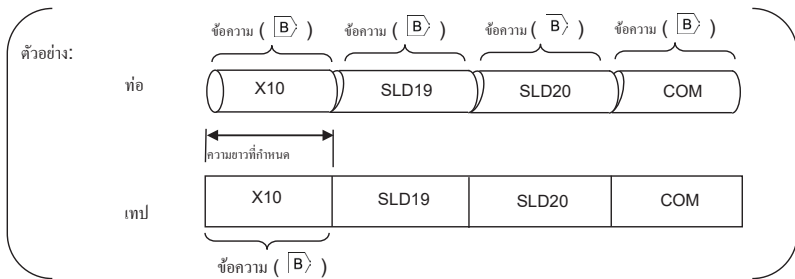 ข้อความ ( B ) ข้อความ ( B ) ข้อความ ( B ) ข้อความ ( B )
ตัวอย่าง:
ท่อ X10 SLD19 SLD20 COM
ความยาวที่กำหนด
เทป X10 SLD19 SLD20 COM
ข้อความ ( B )